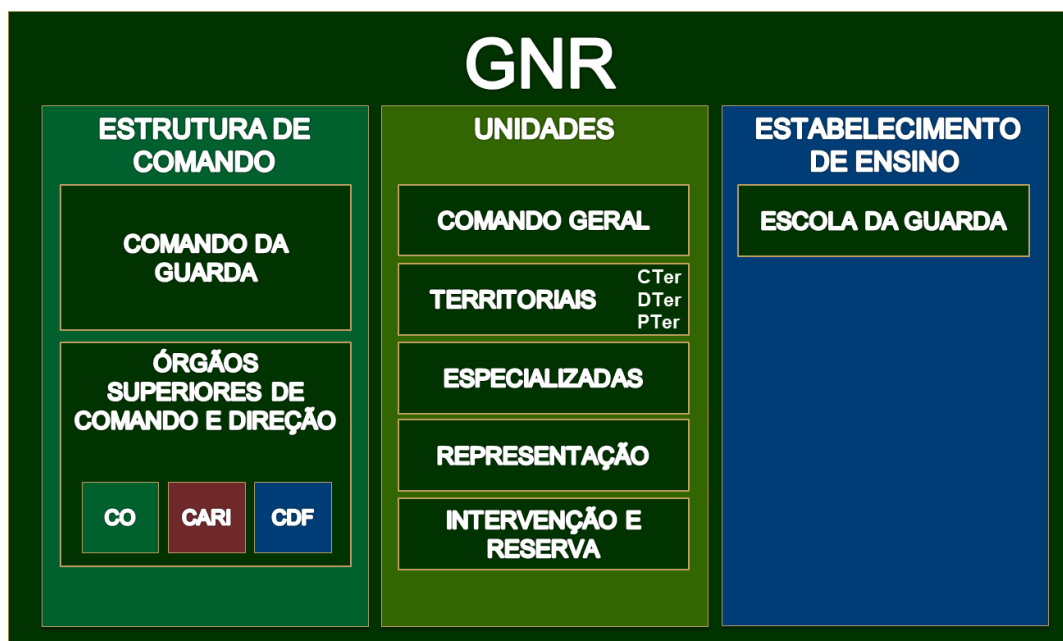 GNR
ESTRUTURA DE
COMANDO
COMANDO DA
GUARDA
ÓRGÃOS
SUPERIORES DE
COMANDO E DIREÇÃO
CO
CARI
CDF
UNIDADES
COMANDO GERAL
TERRITORIAIS
CTer
DTer
PTer
ESPECIALIZADAS
REPRESENTAÇÃO
INTERVENÇÃO E
RESERVA
ESTABELECIMENTO
DE ENSINO
ESCOLA DA GUARDA